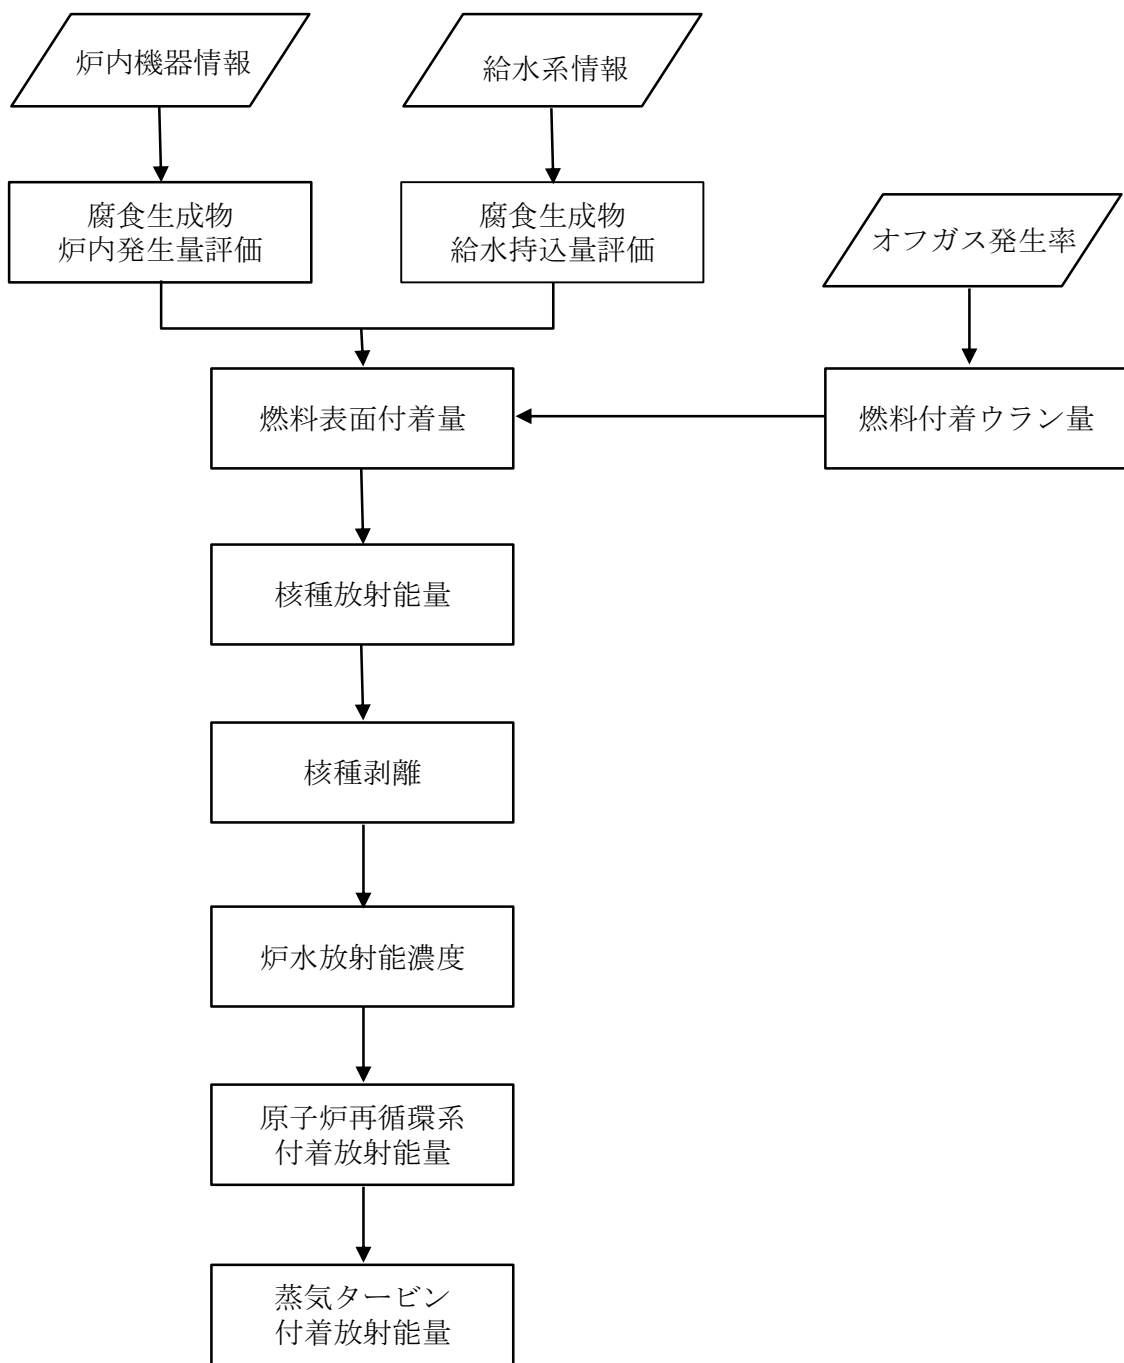 炉内機器情報
給水系情報
腐食生成物
炉内発生量評価
腐食生成物
給水持込量評価
オフガス発生率
燃料表面付着量
燃料付着ウラン量
核種放射能量
核種剥離
炉水放射能濃度
原子炉再循環系
付着放射能量
蒸気タービン
付着放射能量